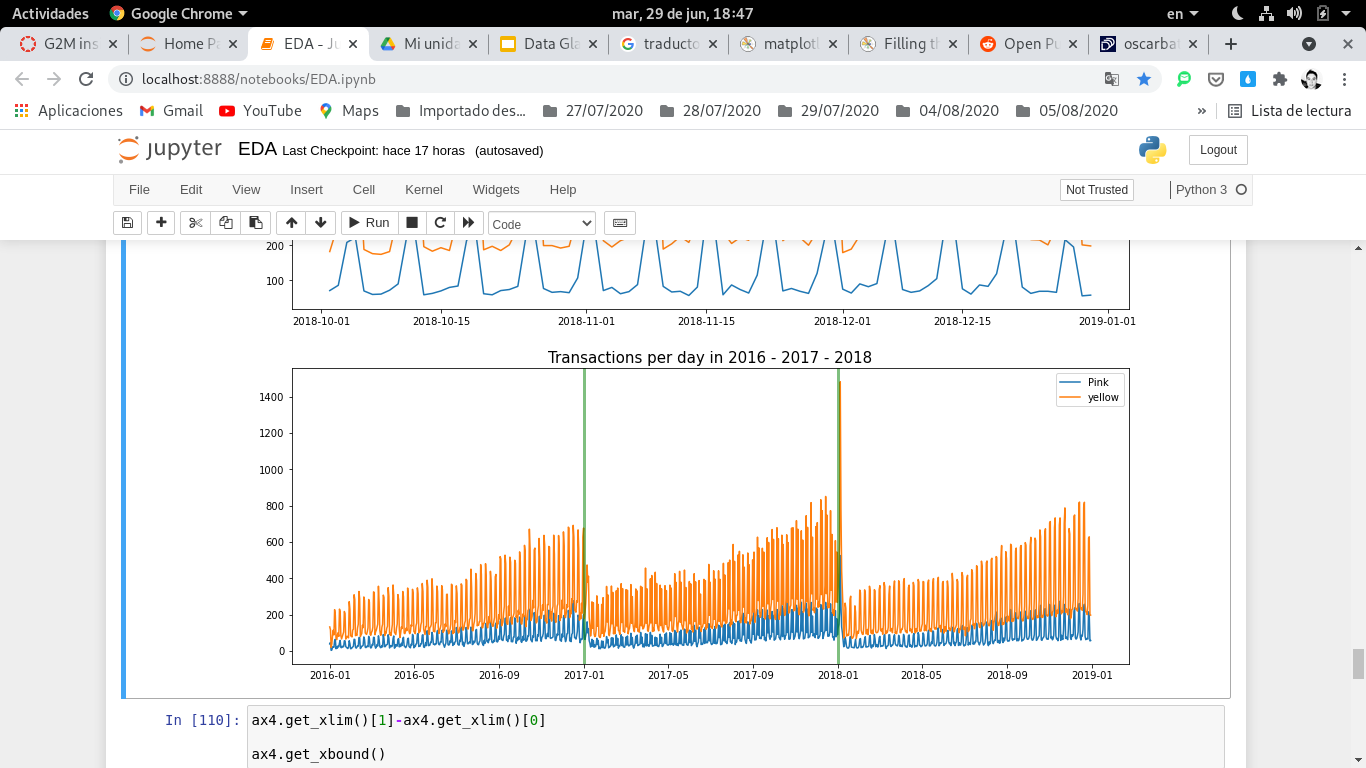 Actividades Google Chrome mar, 29 de jun, 18:47 en
G2M ins Home Pa EDA - Ju Mi unida Data Gla traducto matplotl Filling th Open Pu oscarbat
localhost:8888/notebooks/EDA.ipynb
Aplicaciones Gmail YouTube Maps Importado des... 27/07/2020 28/07/2020 29/07/2020 04/08/2020 05/08/2020 » Lista de lectura
jupyter EDA Last Checkpoint: hace 17 horas (autosaved) Logout
File Edit View Insert Cell Kernel Widgets Help Not Trusted Python 3
Run Code
200
100
2018-10-01 2018-10-15 2018-11-01 2018-11-15 2018-12-01 2018-12-15 2019-01-01
Transactions per day in 2016 - 2017 - 2018
Pink
yellow
1400
1200
1000
800
600
400
200
0
2016-01 2016-05 2016-09 2017-01 2017-05 2017-09 2018-01 2018-05 2018-09 2019-01
In [110]: ax4.get_xlim()[1]-ax4.get_xlim()[0]
ax4.get_xbound()